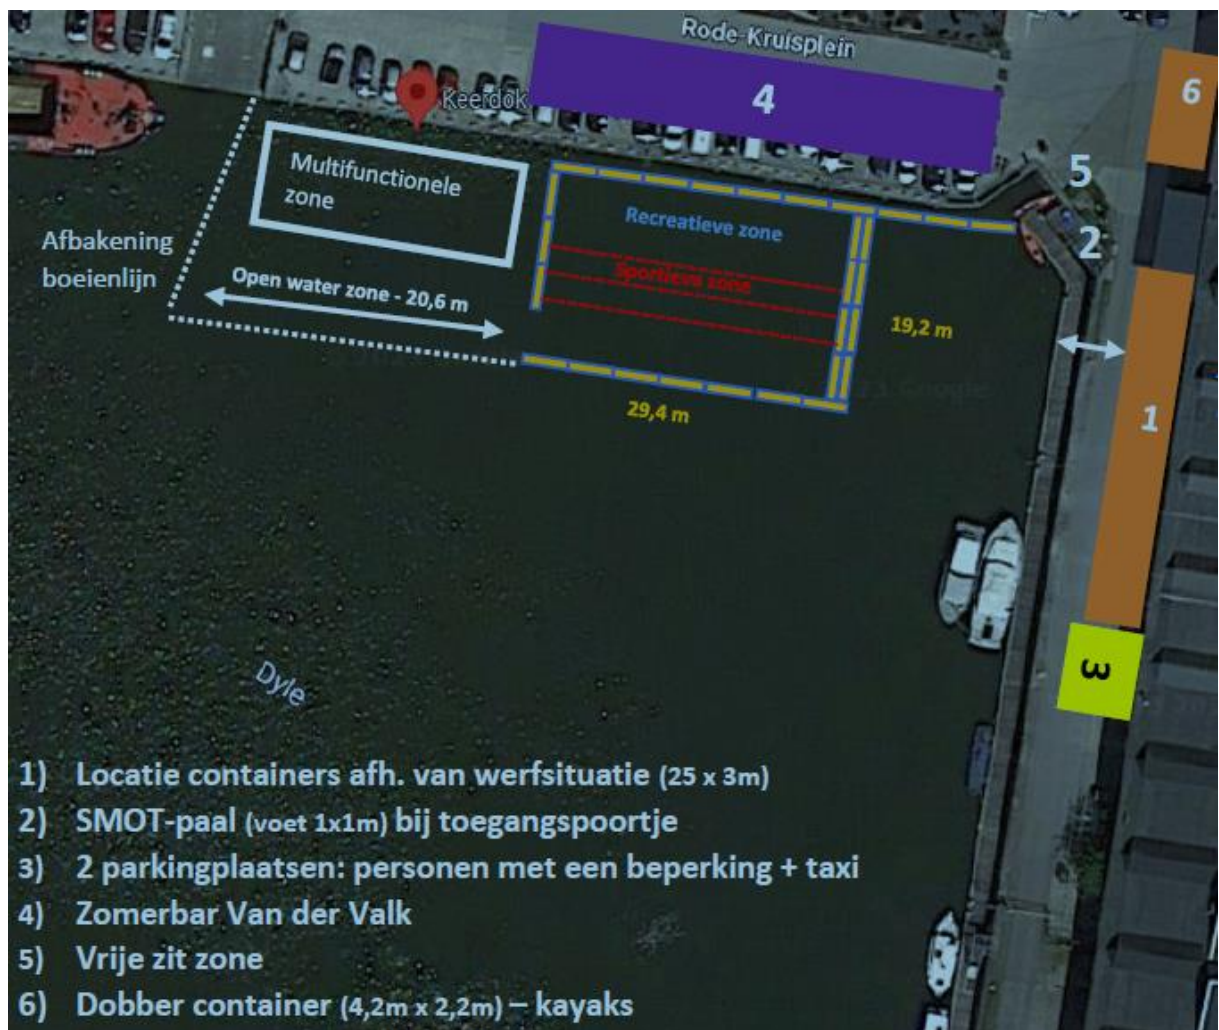 Rode-Kruisplein
6
4
Keerdok
Multifunctionele
zone
5
Recreatieve zone
2
Afbakening
boeienlijn
Open water zone - 20,6 m
Sportieve zone
19,2 m
29,4 m
1
3
Dyle
1) Locatie containers afh. van werfsituatie (25 x 3m)
2) SMOT-paal (voet 1x1m) bij toegangspoortje
3) 2 parkingplaatsen: personen met een beperking + taxi
4) Zomerbar Van der Valk
5) Vrije zit zone
6) Dobber container (4,2m x 2,2m) – kayaks